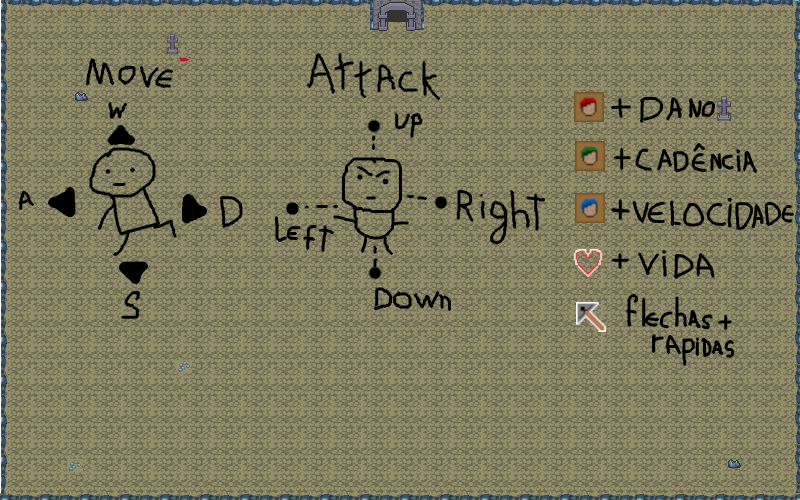 Move
W
A
D
S
Attack
UP
Left
Right
Down
+ DANO
+ CADÊNCIA
+ VELOCIDADE
+ VIDA
flechas +
rapidas